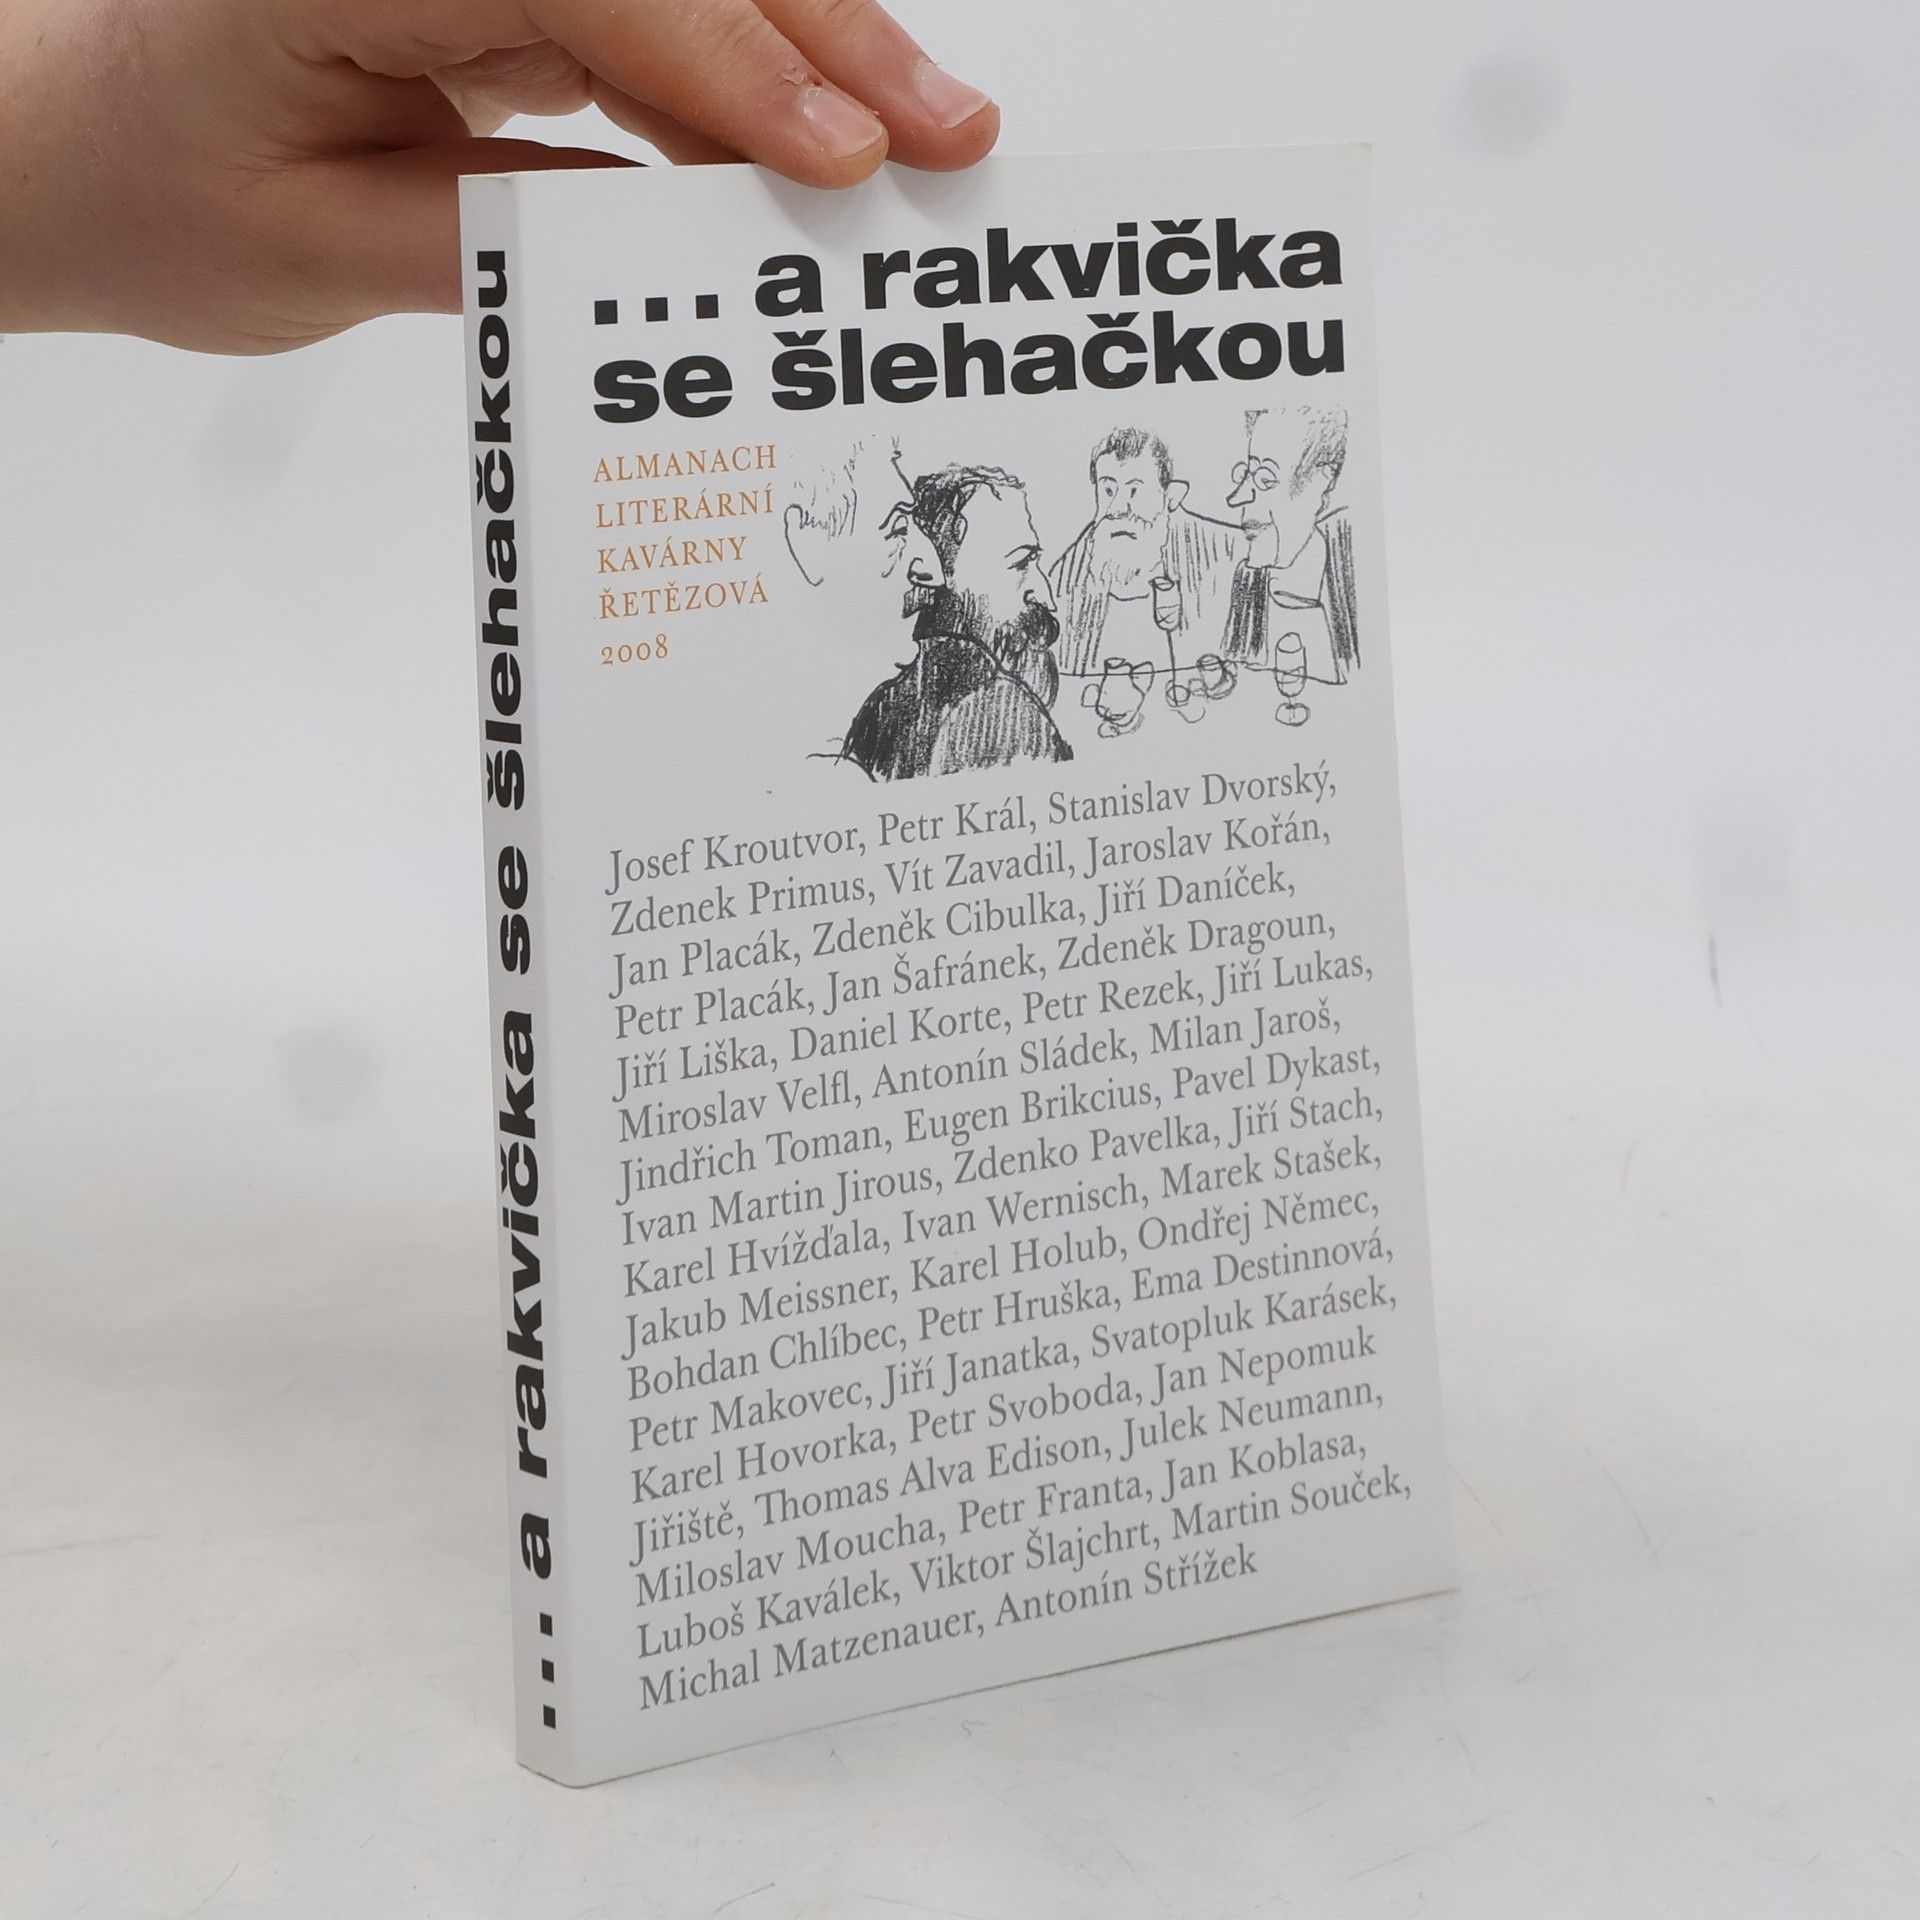 ... a rakvička se šlehačkou
... a rakvička
se šlehačkou
ALMANACH
LITERÁRNÍ
KAVÁRNY
ŘETĚZOVÁ
2008
Josef Kroutvor, Petr Král, Stanislav Dvorský,
Zdenek Primus, Vít Zavadil, Jaroslav Kořán,
Jan Placák, Zdeněk Cibulka, Jiří Daníček,
Petr Placák, Jan Šafránek, Zdeněk Dragoun,
Jiří Liška, Daniel Korte, Petr Rezek, Jiří Lukas,
Miroslav Velfl, Antonín Sládek, Milan Jaroš,
Jindřich Toman, Eugen Brikcius, Pavel Dykast,
Ivan Martin Jirous, Zdenko Pavelka, Jiří Stach,
Karel Hvížďala, Ivan Wernisch, Marek Stašek,
Jakub Meissner, Karel Holub, Ondřej Němec,
Bohdan Chlíbec, Petr Hruška, Ema Destinnová,
Petr Makovec, Jiří Janatka, Svatopluk Karásek,
Karel Hovorka, Petr Svoboda, Jan Nepomuk
Jiřiště, Thomas Alva Edison, Julek Neumann,
Miloslav Moucha, Petr Franta, Jan Koblasa,
Luboš Kaválek, Viktor Šlajchrt, Martin Souček,
Michal Matzenauer, Antonín Střížek